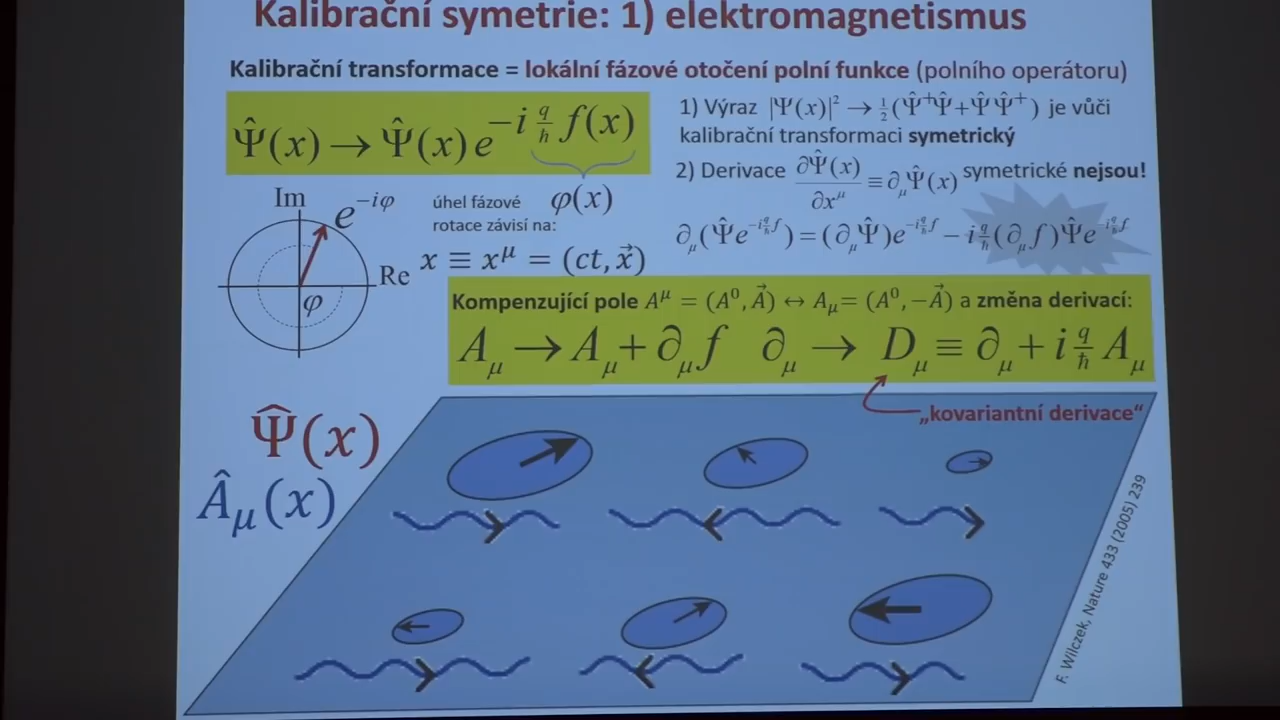 Kalibrační symetrie: 1) elektromagnetismus
Kalibrační transformace = lokální fázové otočení polní funkce (polního operátoru)
Ψ̂(x) → Ψ̂(x) e^{−i q/ħ f(x)}
φ(x)
Im
e^{−iφ}
Re
φ
úhel fázové
rotace závisí na:
x ≡ x^μ = (ct, x⃗)
1) Výraz |Ψ(x)|² → ½(Ψ̂⁺Ψ̂+Ψ̂Ψ̂⁺) je vůči
kalibrační transformaci symetrický
2) Derivace ∂Ψ̂(x)/∂x^μ ≡ ∂_μΨ̂(x) symetrické nejsou!
∂_μ(Ψ̂e^{−i q/ħ f}) = (∂_μΨ̂)e^{−i q/ħ f} − i q/ħ (∂_μ f)Ψ̂e^{−i q/ħ f}
Kompenzující pole A^μ = (A⁰, A⃗) ↔ A_μ = (A⁰, −A⃗) a změna derivací:
A_μ → A_μ + ∂_μ f ∂_μ → D_μ ≡ ∂_μ + i q/ħ A_μ
„kovariantní derivace“
Ψ̂(x)
Â_μ(x)
F. Wilczek, Nature 433 (2005) 239